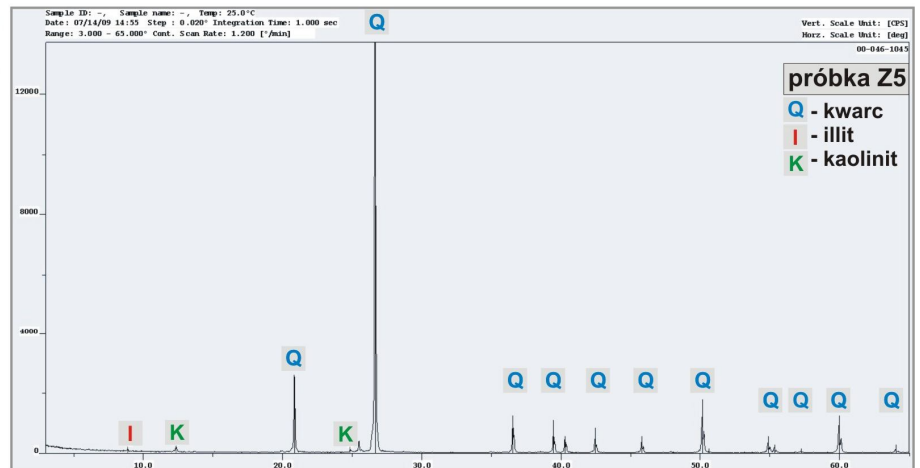 Sample ID: -, Sample name: -, Temp: 25.0°C
Date: 07/14/09 14:55 Step : 0.020° Integration Time: 1.000 sec
Range: 3.000 - 65.000° Cont. Scan Rate: 1.200 [°/min]
Vert. Scale Unit: [CPS]
Horz. Scale Unit: [deg]
00-046-1045
Q
próbka Z5
Q - kwarc
I - illit
K - kaolinit
12000
8000
4000
0
I K Q K Q Q Q Q Q Q Q Q Q
10.0 20.0 30.0 40.0 50.0 60.0